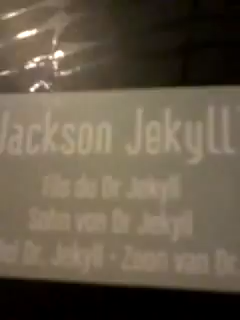 Jackson Jekyll
Fils du Dr Jekyll
Sohn von Dr Jekyll
Dr. Jekyll - Zoon van Dr.